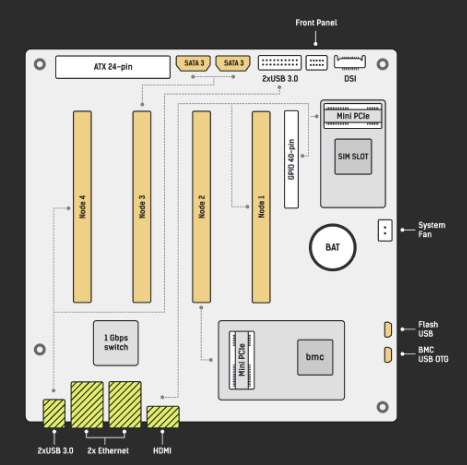 Front Panel
ATX 24-pin
SATA 3
SATA 3
2xUSB 3.0
DSI
Mini PCIe
SIM SLOT
GPIO 40-pin
Node 4
Node 3
Node 2
Node 1
System
Fan
BAT
Flash
USB
BMC
USB OTG
1 Gbps
switch
Mini PCIe
bmc
2xUSB 3.0
2x Ethernet
HDMI